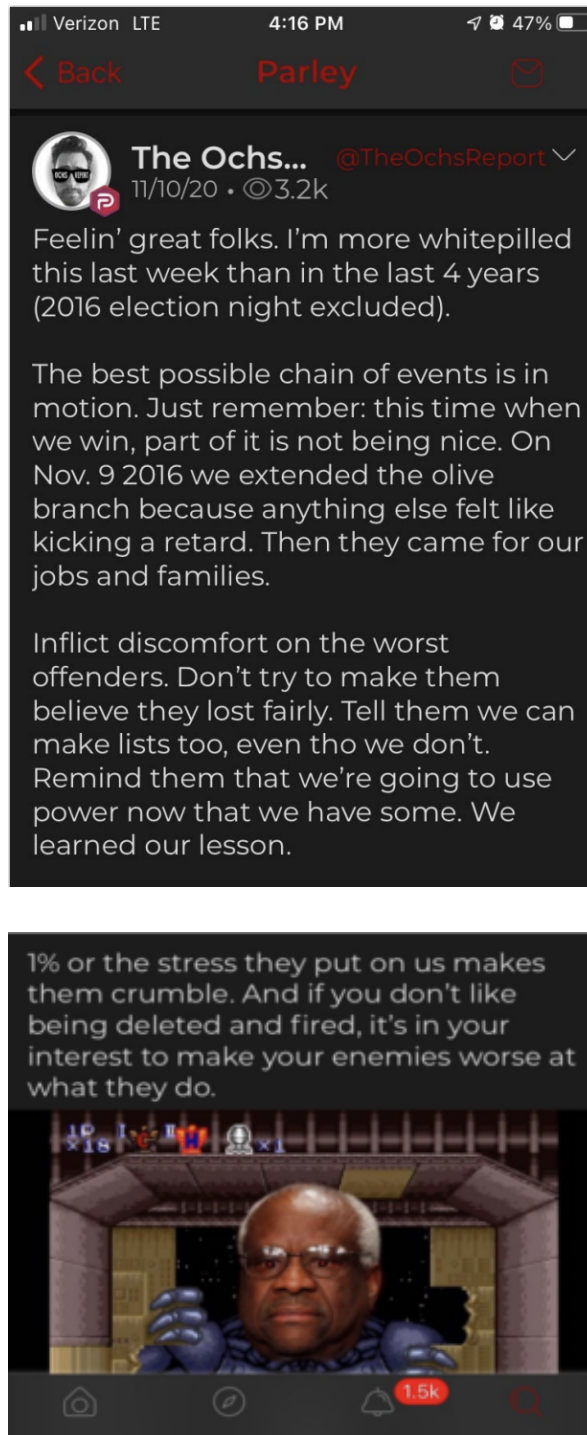 Verizon LTE
4:16 PM
47%
Back
Parley
The Ochs... @TheOchsReport
11/10/20 • 3.2k
Feelin’ great folks. I’m more whitepilled
this last week than in the last 4 years
(2016 election night excluded).
The best possible chain of events is in
motion. Just remember: this time when
we win, part of it is not being nice. On
Nov. 9 2016 we extended the olive
branch because anything else felt like
kicking a retard. Then they came for our
jobs and families.
Inflict discomfort on the worst
offenders. Don’t try to make them
believe they lost fairly. Tell them we can
make lists too, even tho we don’t.
Remind them that we’re going to use
power now that we have some. We
learned our lesson.
1% or the stress they put on us makes
them crumble. And if you don’t like
being deleted and fired, it’s in your
interest to make your enemies worse at
what they do.
1P I II
x18 x1
1.5k